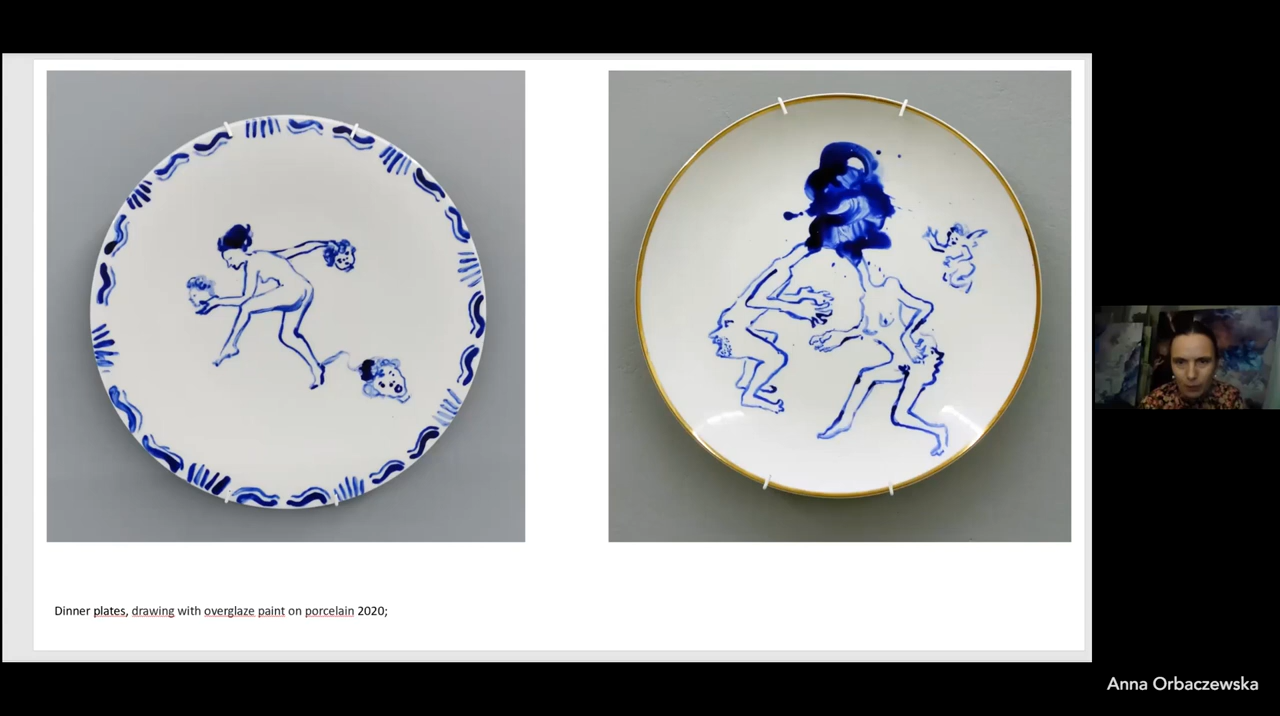 Dinner plates, drawing with overglaze paint on porcelain 2020;
Anna Orbaczewska